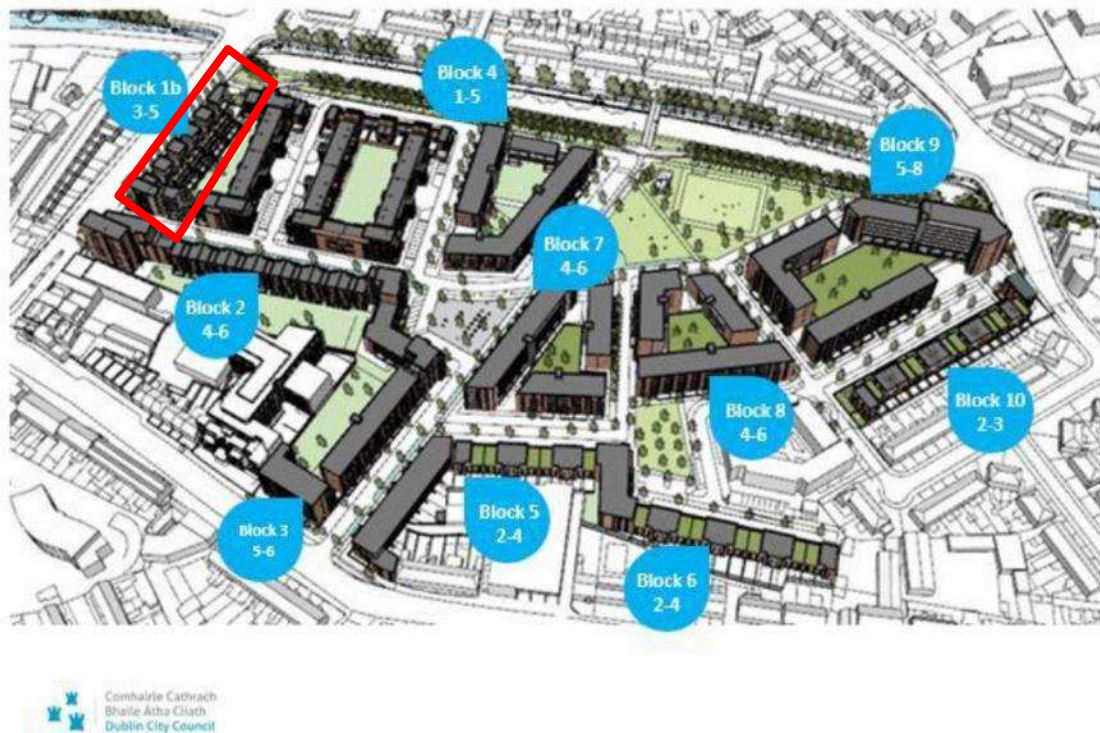 Block 1b
3-5
Block 4
1-5
Block 9
5-8
Block 7
4-6
Block 2
4-6
Block 8
4-6
Block 10
2-3
Block 5
2-4
Block 3
5-6
Block 6
2-4
Comhairle Cathrach
Bhaile Átha Cliath
Dublin City Council